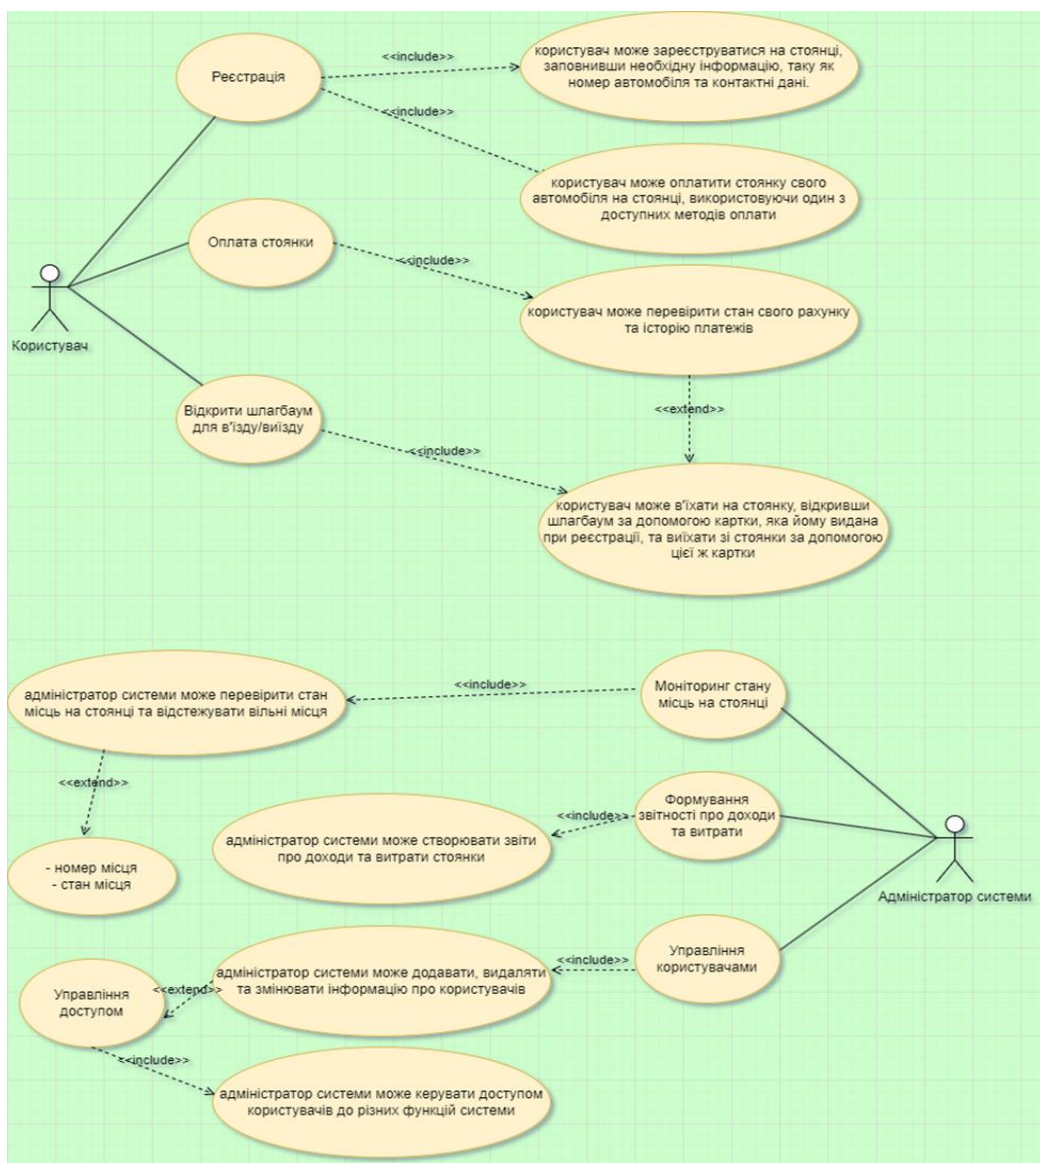 Реєстрація
<<include>>
користувач може зареєструватися на стоянці,
заповнивши необхідну інформацію, таку як
номер автомобіля та контактні дані.
<<include>>
користувач може оплатити стоянку свого
автомобіля на стоянці, використовуючи один з
доступних методів оплати
Оплата стоянки
<<include>>
користувач може перевірити стан свого рахунку
та історію платежів
Користувач
<<extend>>
Відкрити шлагбаум
для в'їзду/виїзду
<<include>>
користувач може в'їхати на стоянку, відкривши
шлагбаум за допомогою картки, яка йому видана
при реєстрації, та виїхати зі стоянки за допомогою
цієї ж картки
адміністратор системи може перевірити стан
місць на стоянці та відстежувати вільні місця
<<include>>
Моніторинг стану
місць на стоянці
<<extend>>
- номер місця
- стан місця
адміністратор системи може створювати звіти
про доходи та витрати стоянки
<<include>>
Формування
звітності про доходи
та витрати
Адміністратор системи
Управління
користувачами
<<include>>
адміністратор системи може додавати, видаляти
та змінювати інформацію про користувачів
<<extend>>
Управління
доступом
<<include>>
адміністратор системи може керувати доступом
користувачів до різних функцій системи